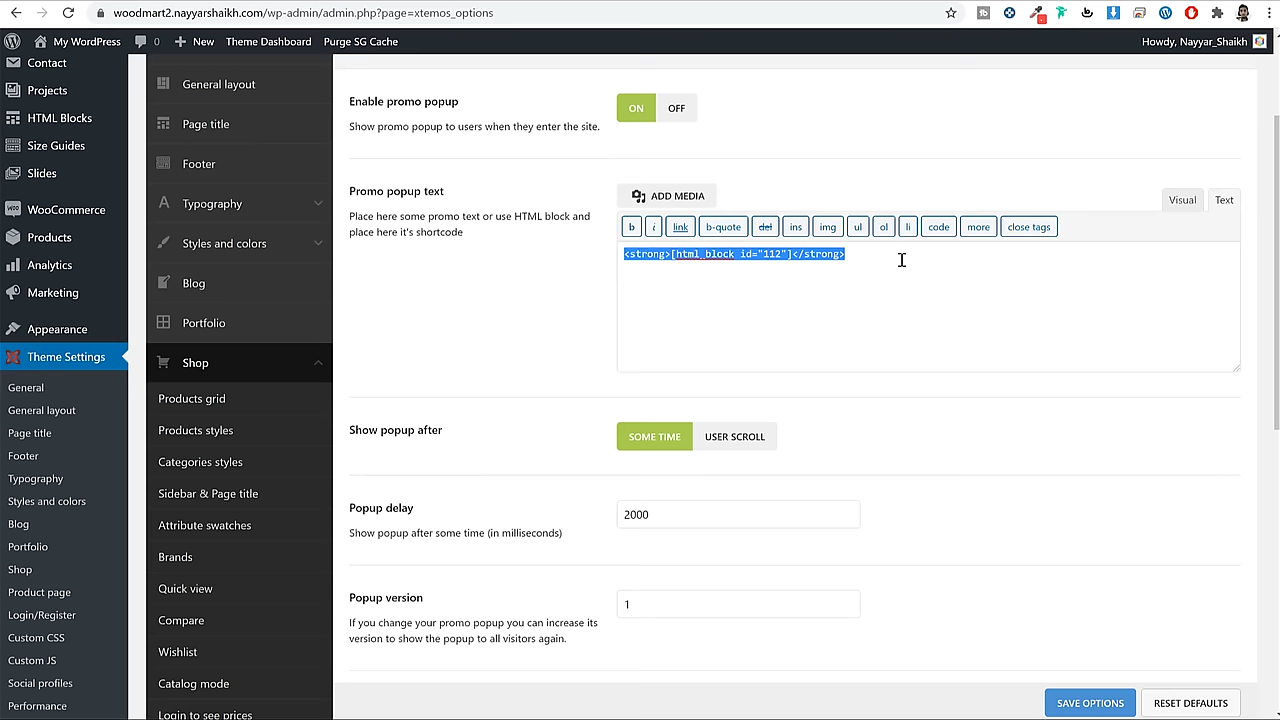 woodmart2.nayyarshaikh.com/wp-admin/admin.php?page=xtemos_options
My WordPress
0
New
Theme Dashboard
Purge SG Cache
Howdy, Nayyar_Shaikh
Contact
Projects
HTML Blocks
Size Guides
Slides
WooCommerce
Products
Analytics
Marketing
Appearance
Theme Settings
General
General layout
Page title
Footer
Typography
Styles and colors
Blog
Portfolio
Shop
Product page
Login/Register
Custom CSS
Custom JS
Social profiles
Performance
General layout
Page title
Footer
Typography
Styles and colors
Blog
Portfolio
Shop
Products grid
Products styles
Categories styles
Sidebar & Page title
Attribute swatches
Brands
Quick view
Compare
Wishlist
Catalog mode
Login to see prices
Enable promo popup
Show promo popup to users when they enter the site.
ON
OFF
Promo popup text
Place here some promo text or use HTML block and
place here it's shortcode
ADD MEDIA
Visual
Text
b
i
link
b-quote
del
ins
img
ul
ol
li
code
more
close tags
<strong>[html_block id="112"]</strong>
Show popup after
SOME TIME
USER SCROLL
Popup delay
Show popup after some time (in milliseconds)
2000
Popup version
If you change your promo popup you can increase its
version to show the popup to all visitors again.
1
SAVE OPTIONS
RESET DEFAULTS